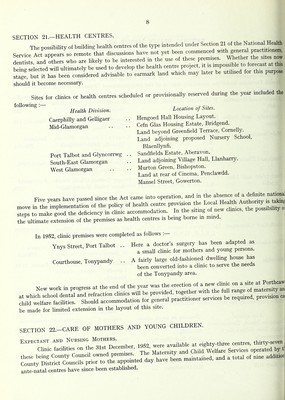 8
SECTION 21.—HEALTH CENTRES.
The possibility of building health centres of the type intended under Section 21 of the National Health
Service Act appears so remote that discussions have not yet been commenced with general practitioners,
dentists, and others who are likely to be interested in the use of these premises. Whether the sites now
being selected will ultimately be used to develop the health centre project, it is impossible to forecast at this
stage, but it has been considered advisable to earmark land which may later be utilised for this purpose
should it become necessary.
Sites for clinics or health centres scheduled or provisionally reserved during the year included the
following :—
Health Division. Location of Sites.
Caerphilly and Gelligaer .. Hengoed Hall Housing Layout.
Mid-Glamorgan .. Cefn Glas Housing Estate, Bridgend.
Land beyond Greenfield Terrace, Cornelly.
Land adjoining proposed Nursery School,
Blaenllynfi.
Port Talbot and Glyncorrwg .. Sandfields Estate, Aberavon.
South-East Glamorgan .. Land adjoining Village Hall, Llanharry.
West Glamorgan .. Murton Green, Bishopston.
Land at rear of Cinema, Penclawdd.
Mansel Street, Gowerton.
Five years have passed since the Act came into operation, and in the absence of a definite national
move in the implementation of the policy of health centre provision the Local Health Authority is taking
steps to make good the deficiency in clinic accommodation. In the siting of new clinics, the possibility of
the ultimate extension of the premises as health centres is being borne in mind.
In 1952, clinic premises were completed as follows :—
Ynys Street, Port Talbot .. Here a doctor's surgery has been adapted as
a small clinic for mothers and young persons.
Courthouse, Tonypandy .. A fairly large old-fashioned dwelling house has
been converted into a clinic to serve the needs
of the Tonypandy area.
New work in progress at the end of the year was the erection of a new clinic on a site at Porthcawl
at which school dental and refraction clinics will be provided, together with the full range of maternity and
child welfare facilities. Should accommodation for general practitioner services be required, provision can
be made for limited extension in the layout of this site.
SECTION 22.—CARE OF MOTHERS AND YOUNG CHILDREN.
EXPECTANT AND NURSING MOTHERS.
Clinic facilities on the 31st December, 1952, were available at eighty-three centres, thirty-seven of
these being County Council owned premises. The Maternity and Child Welfare Services operated by the
County District Councils prior to the appointed day have been maintained, and a total of nine additional
ante-natal centres have since been established.